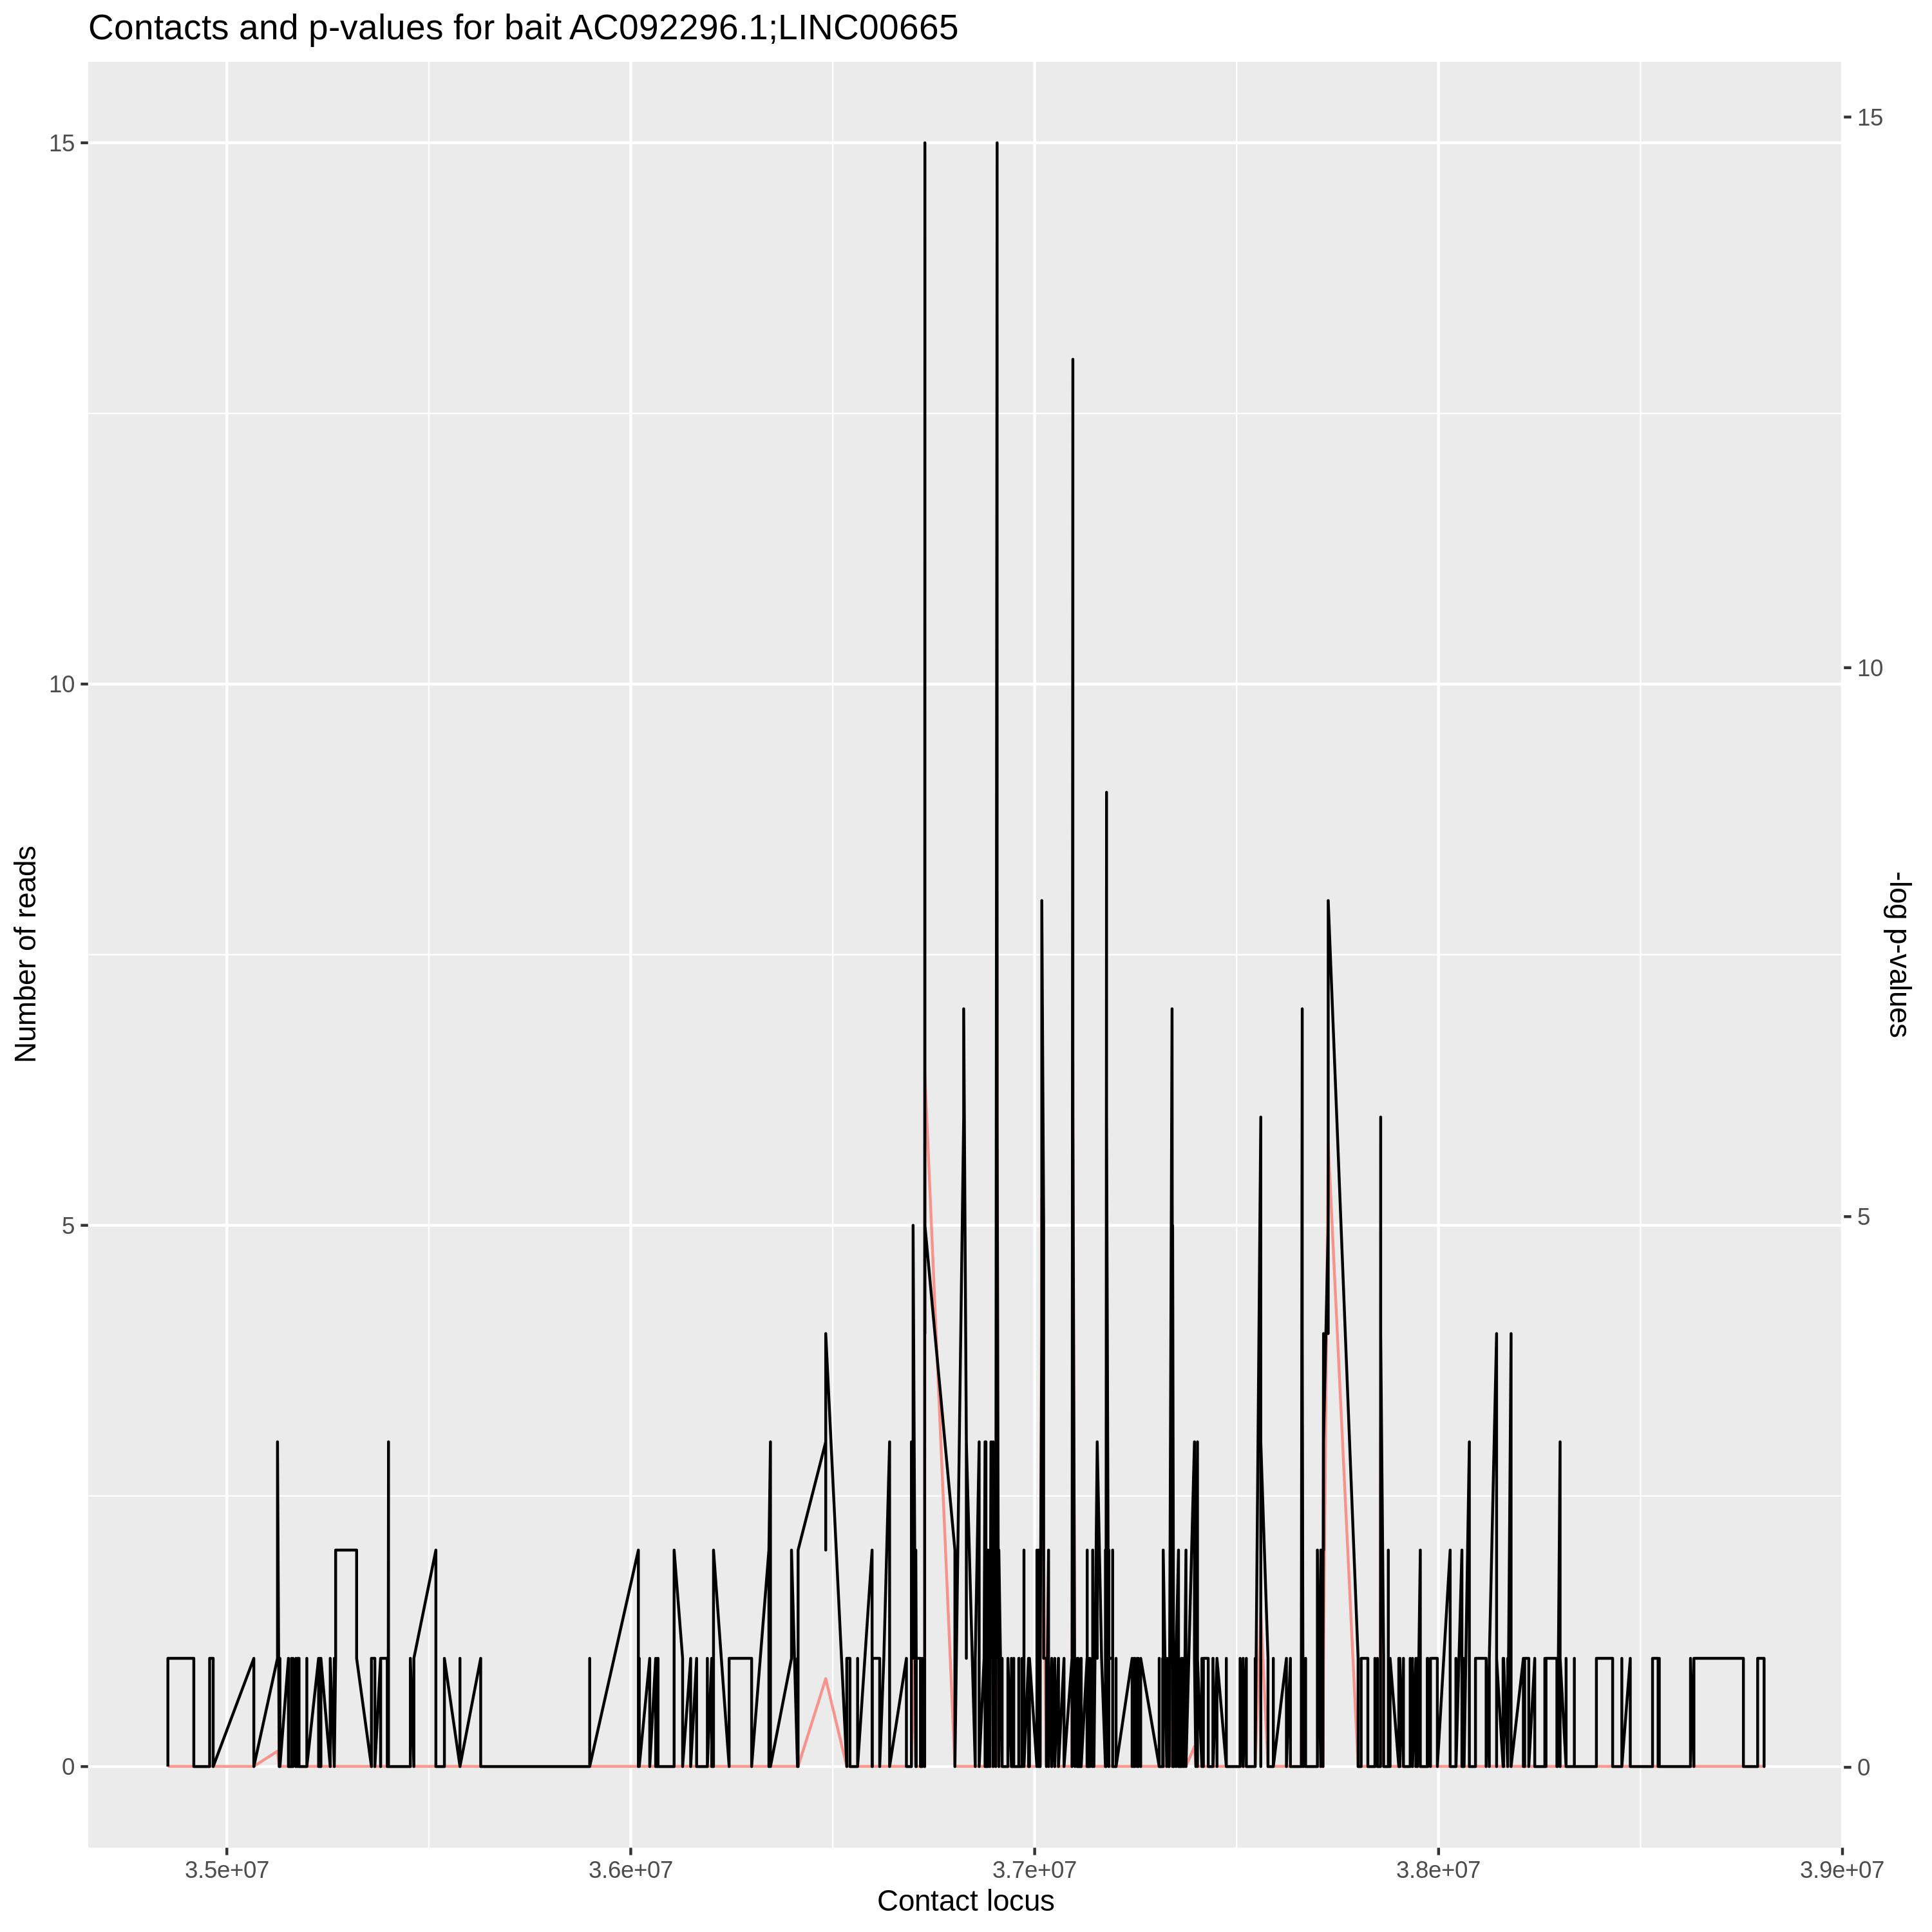 Contacts and p-values for bait AC092296.1;LINC00665
15
10
5
0
Number of reads
15
10
5
0
-log p-values
3.5e+07
3.6e+07
3.7e+07
3.8e+07
3.9e+07
Contact locus